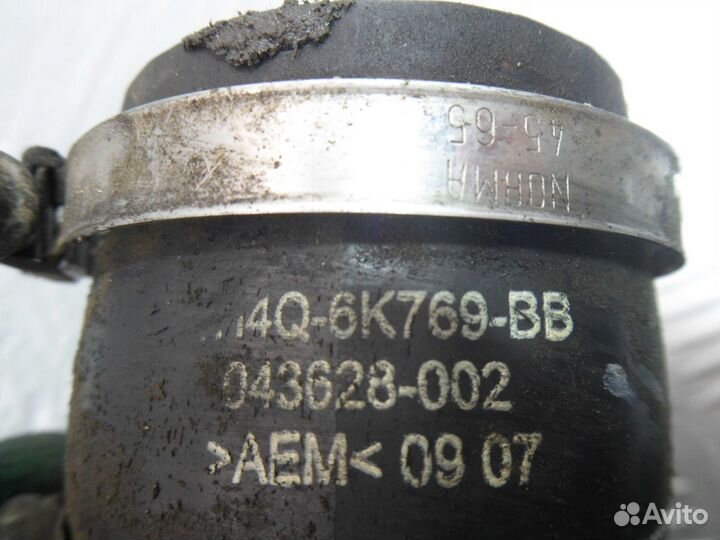 45-65
NORMA
4Q-6K769-BB
043628-002
>AEM< 09 07
Avito